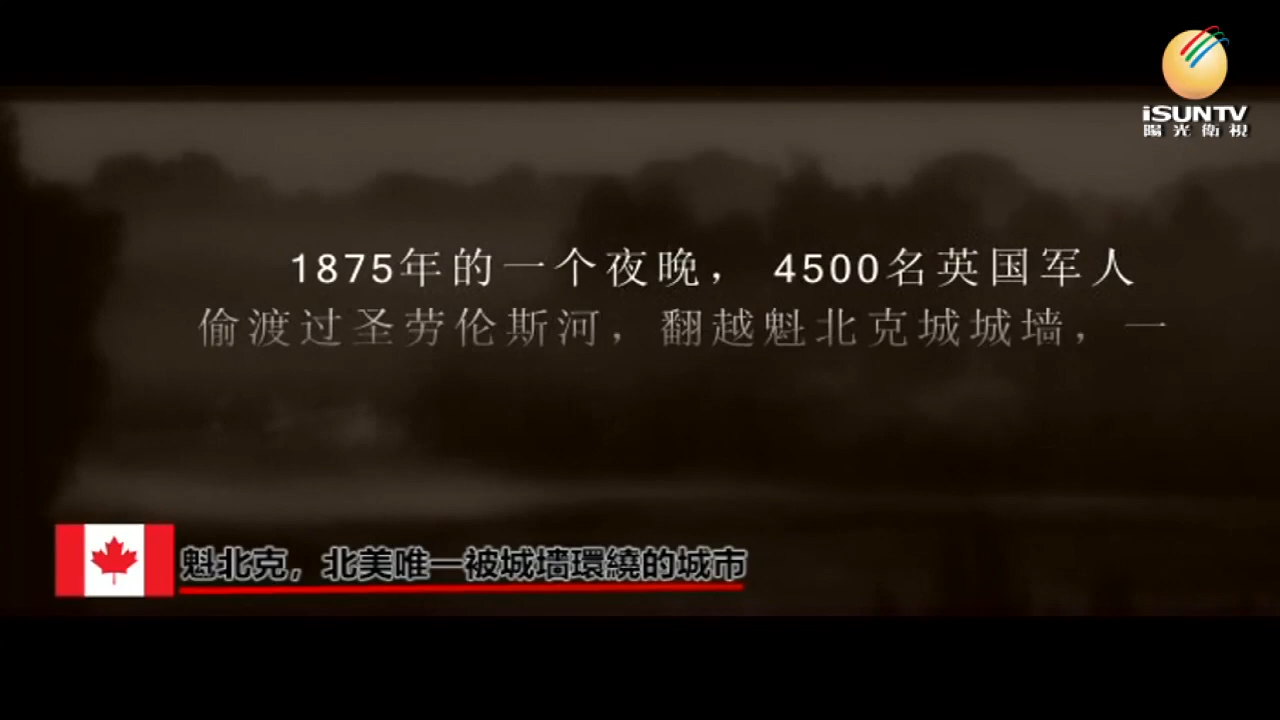 iSUNTV
陽光衛視
1875年的一个夜晚， 4500名英国军人
偷渡过圣劳伦斯河，翻越魁北克城城墙，一
魁北克，北美唯一被城墻環繞的城市